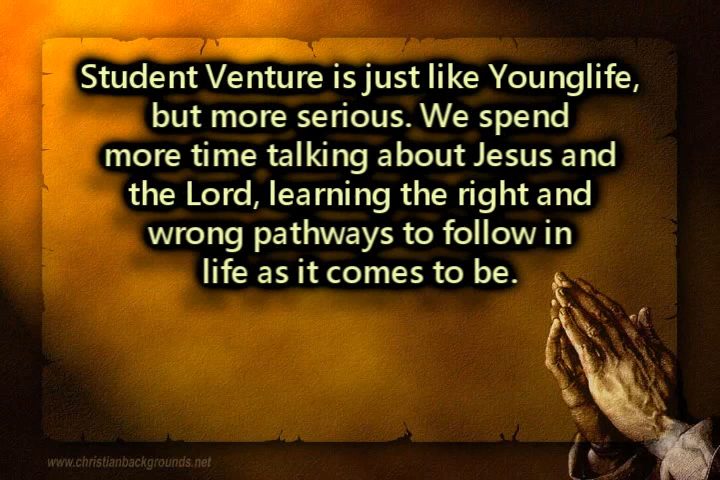 Student Venture is just like Younglife,
but more serious. We spend
more time talking about Jesus and
the Lord, learning the right and
wrong pathways to follow in
life as it comes to be.
www.christianbackgrounds.net